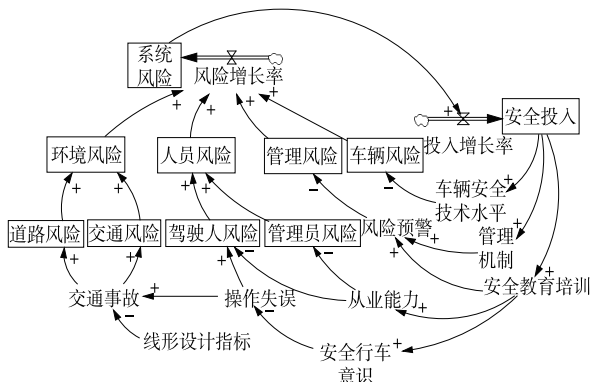 系统
风险
风险增长率
安全投入
投入增长率
环境风险
人员风险
管理风险
车辆风险
车辆安全
技术水平
道路风险
交通风险
驾驶人风险
管理员风险
风险预警
管理
机制
安全教育培训
交通事故
操作失误
从业能力
线形设计指标
安全行车
意识